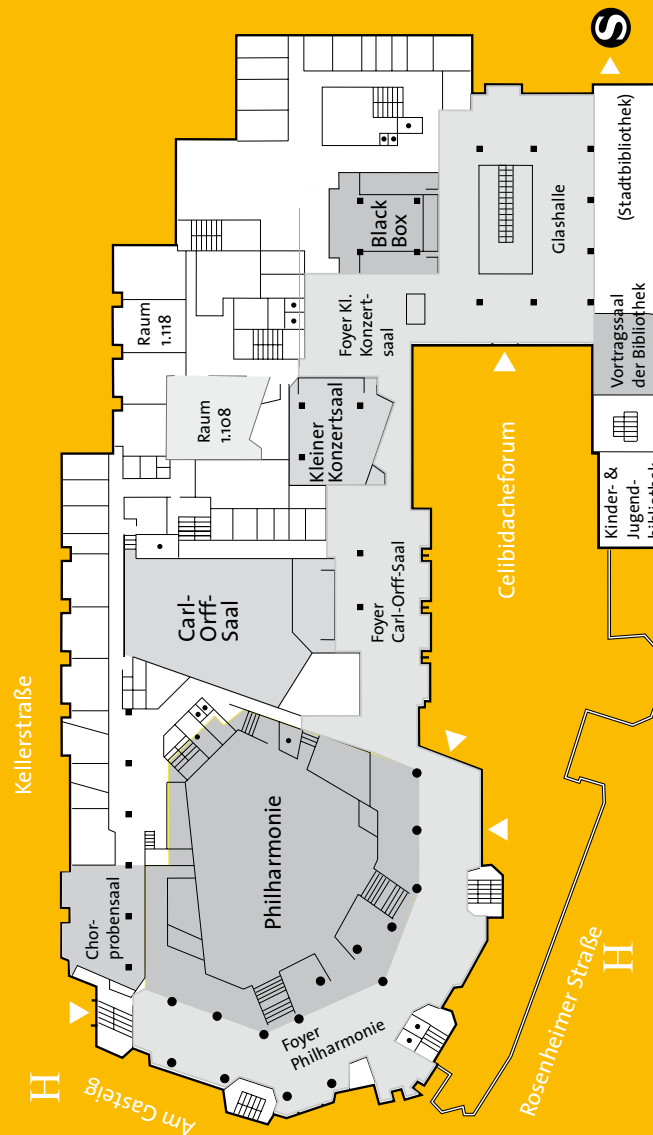 S
(Stadtbibliothek)
Glashalle
Black
Box
Foyer Kl.
Konzert-
saal
Vortragssaal
der Bibliothek
Raum
1.118
Raum
1.108
Kleiner
Konzertsaal
Kinder- &
Jugend-
bibliothek
Celibidacheforum
Foyer
Carl-Orff-Saal
Carl-
Orff-
Saal
Kellerstraße
Philharmonie
Chor-
probensaal
Foyer
Philharmonie
Rosenheimer Straße
H
Am Gasteig
H